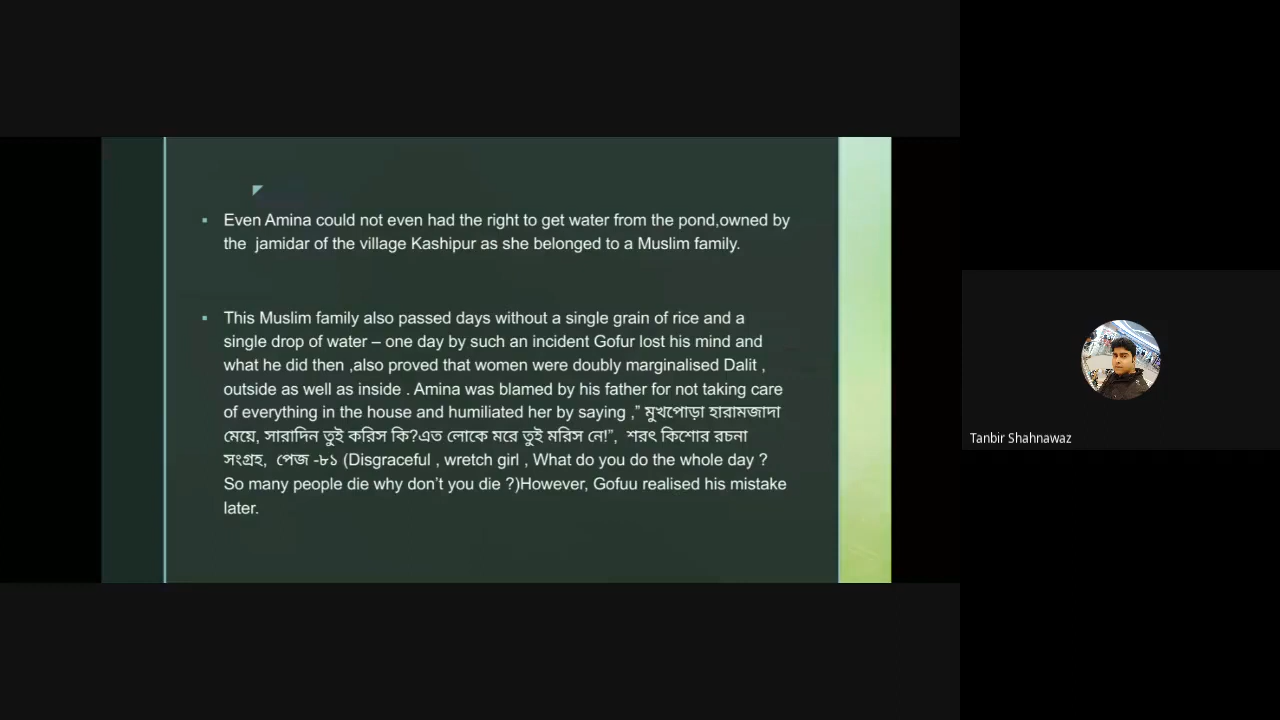 Even Amina could not even had the right to get water from the pond,owned by
the jamidar of the village Kashipur as she belonged to a Muslim family.
This Muslim family also passed days without a single grain of rice and a
single drop of water – one day by such an incident Gofur lost his mind and
what he did then ,also proved that women were doubly marginalised Dalit ,
outside as well as inside . Amina was blamed by his father for not taking care
of everything in the house and humiliated her by saying ,” মুখপোড়া হারামজাদা
মেয়ে, সারাদিন তুই করিস কি?এত লোকে মরে তুই মরিস নে!”, শরৎ কিশোর রচনা
সংগ্রহ, পেজ -৮১ (Disgraceful , wretch girl , What do you do the whole day ?
So many people die why don’t you die ?)However, Gofuu realised his mistake
later.
Tanbir Shahnawaz